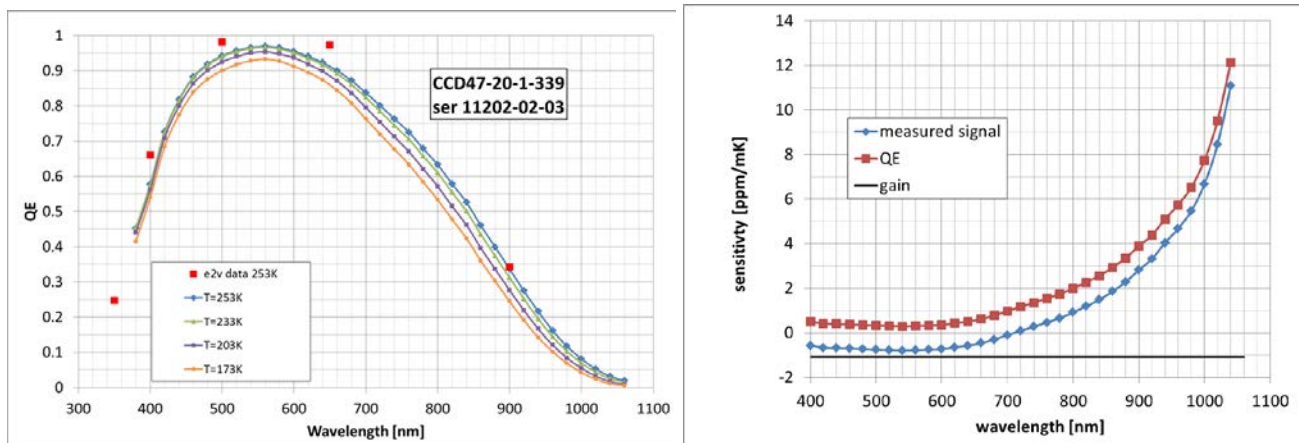 1
0.9
0.8
0.7
0.6
0.5
0.4
0.3
0.2
0.1
0
QE
300 400 500 600 700 800 900 1000 1100
Wavelength [nm]
CCD47-20-1-339
ser 11202-02-03
e2v data 253K
T=253K
T=233K
T=203K
T=173K
14
12
10
8
6
4
2
0
-2
sensitivty [ppm/mK]
400 500 600 700 800 900 1000 1100
wavelength [nm]
measured signal
QE
gain